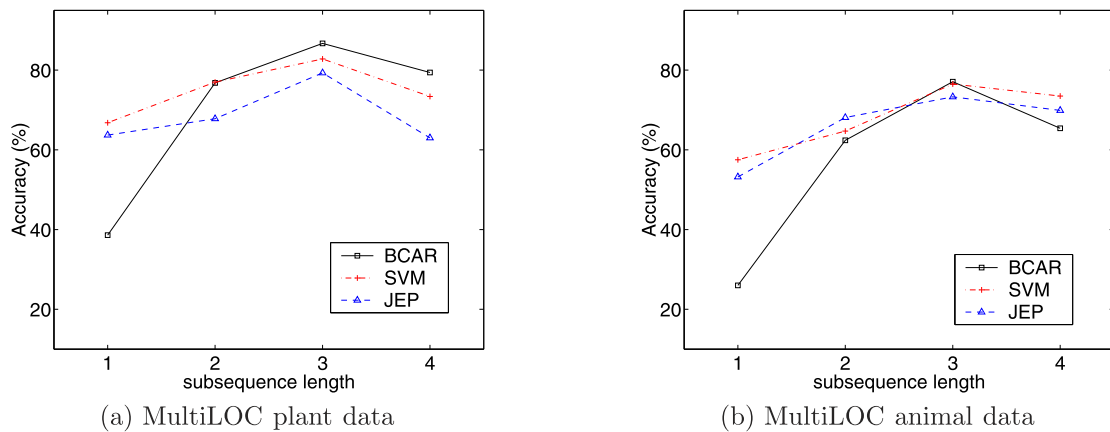 Accuracy (%)
80
60
40
20
BCAR
SVM
JEP
1 2 3 4
subsequence length
(a) MultiLOC plant data
Accuracy (%)
80
60
40
20
BCAR
SVM
JEP
1 2 3 4
subsequence length
(b) MultiLOC animal data